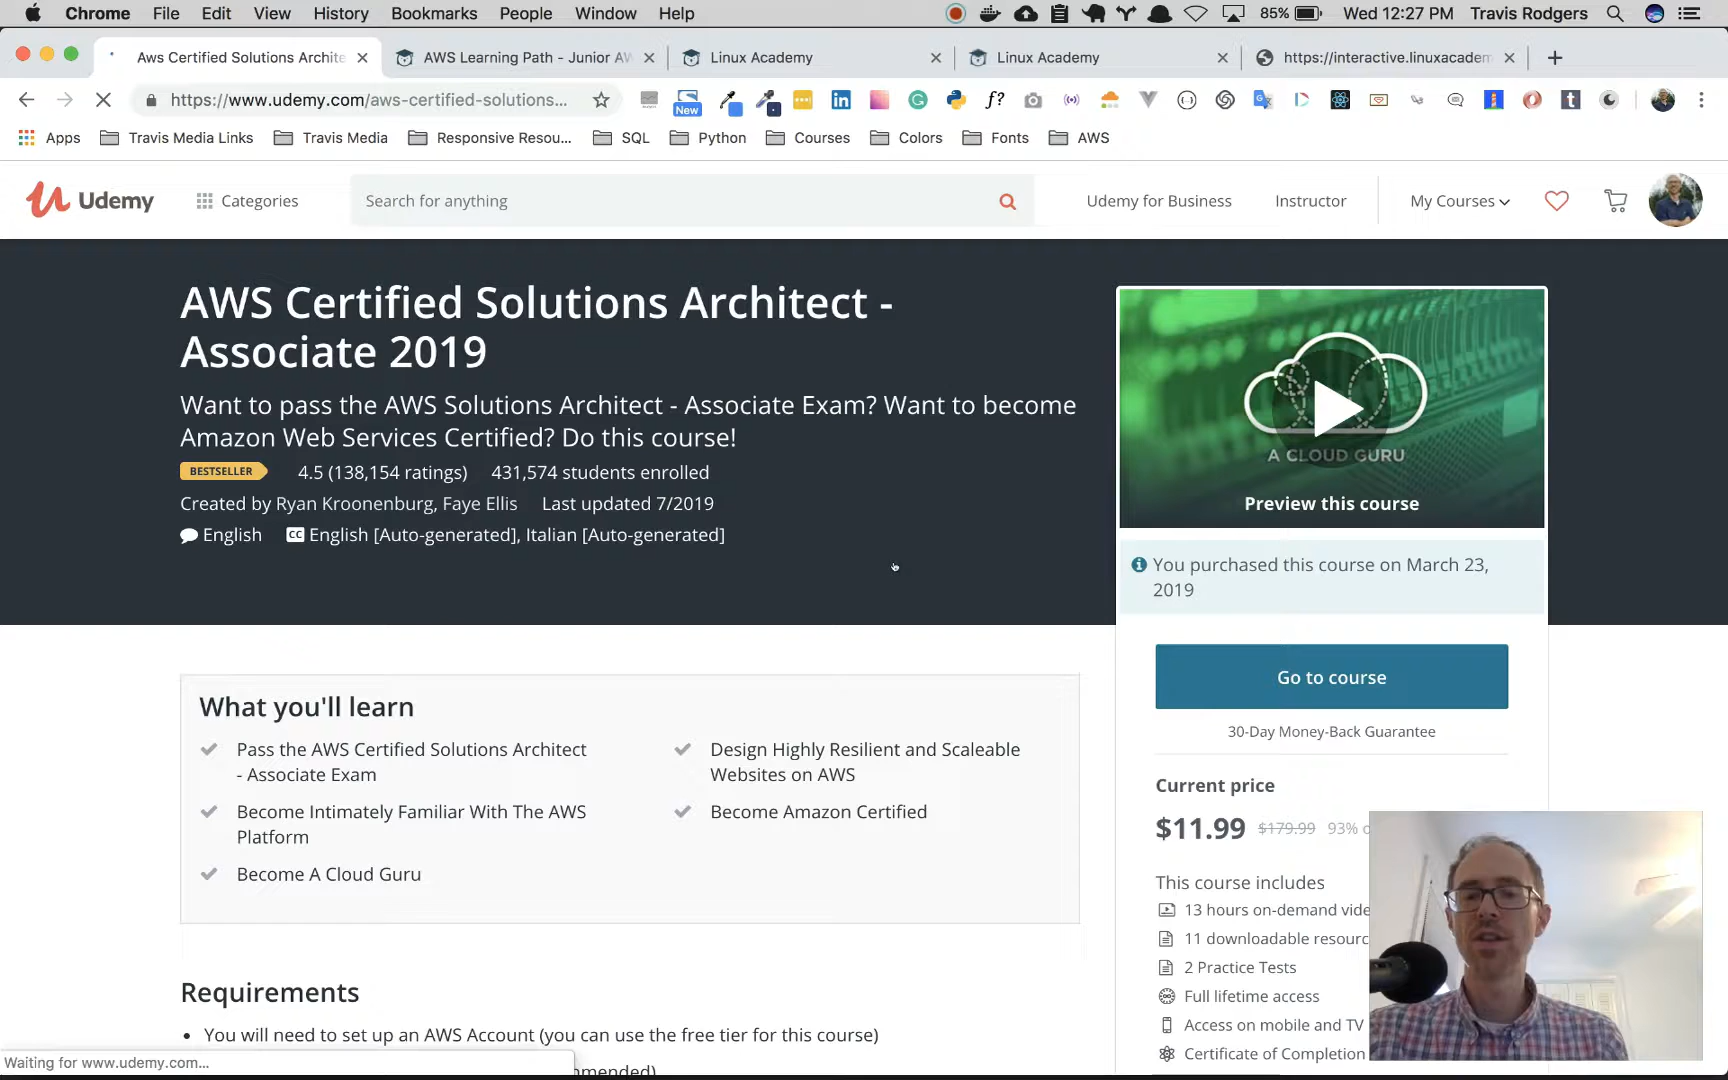 Chrome File Edit View History Bookmarks People Window Help 85% Wed 12:27 PM Travis Rodgers
Aws Certified Solutions Archite
AWS Learning Path - Junior AW
Linux Academy
Linux Academy
https://interactive.linuxacadem
https://www.udemy.com/aws-certified-solutions...
New
f?
Apps Travis Media Links Travis Media Responsive Resou... SQL Python Courses Colors Fonts AWS
Udemy
Categories
Search for anything
Udemy for Business
Instructor
My Courses
AWS Certified Solutions Architect -
Associate 2019
Want to pass the AWS Solutions Architect - Associate Exam? Want to become
Amazon Web Services Certified? Do this course!
BESTSELLER 4.5 (138,154 ratings) 431,574 students enrolled
Created by Ryan Kroonenburg, Faye Ellis Last updated 7/2019
English CC English [Auto-generated], Italian [Auto-generated]
A CLOUD GURU
Preview this course
You purchased this course on March 23,
2019
Go to course
30-Day Money-Back Guarantee
Current price
$11.99 $179.99 93% o
This course includes
13 hours on-demand vide
11 downloadable resourc
2 Practice Tests
Full lifetime access
Access on mobile and TV
Certificate of Completion
What you'll learn
Pass the AWS Certified Solutions Architect
- Associate Exam
Design Highly Resilient and Scaleable
Websites on AWS
Become Intimately Familiar With The AWS
Platform
Become Amazon Certified
Become A Cloud Guru
Requirements
• You will need to set up an AWS Account (you can use the free tier for this course)
mmended)
Waiting for www.udemy.com...